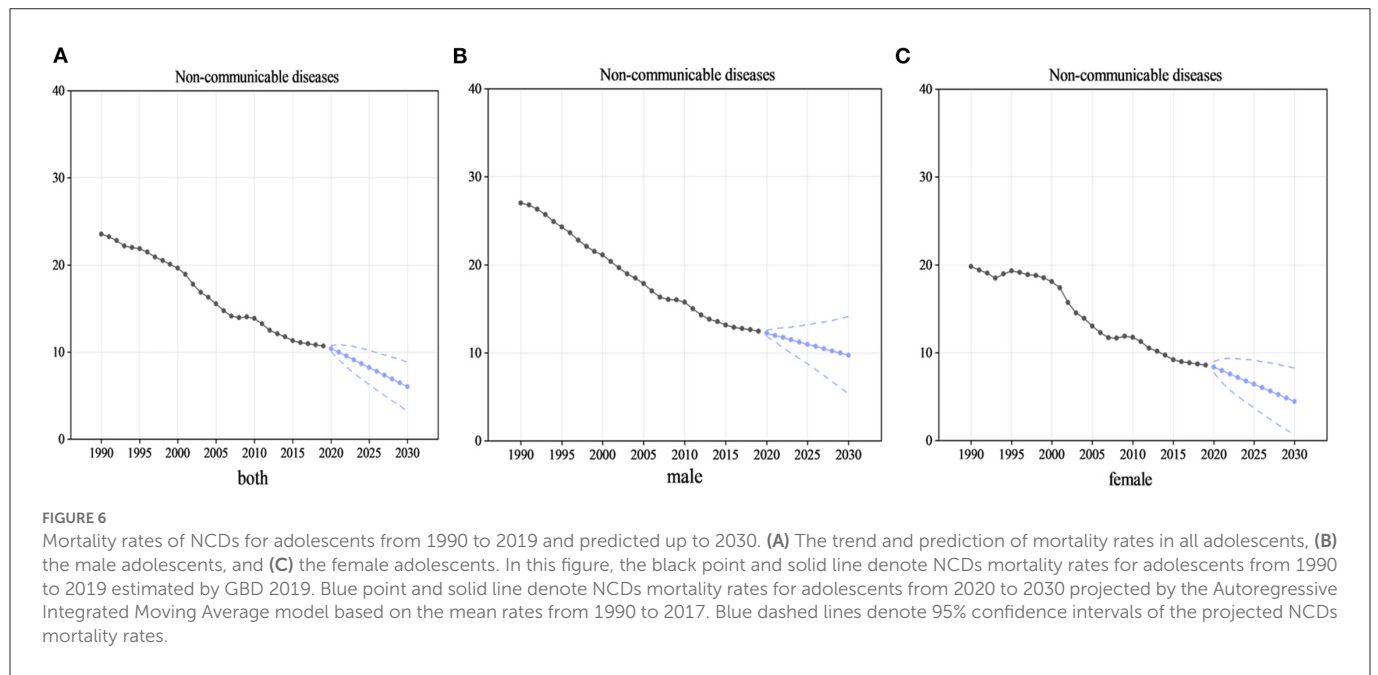 A
Non-communicable diseases
40
30
20
10
0
1990 1995 2000 2005 2010 2015 2020 2025 2030
both
B
Non-communicable diseases
40
30
20
10
0
1990 1995 2000 2005 2010 2015 2020 2025 2030
male
C
Non-communicable diseases
40
30
20
10
0
1990 1995 2000 2005 2010 2015 2020 2025 2030
female
FIGURE 6
Mortality rates of NCDs for adolescents from 1990 to 2019 and predicted up to 2030. (A) The trend and prediction of mortality rates in all adolescents, (B)
the male adolescents, and (C) the female adolescents. In this figure, the black point and solid line denote NCDs mortality rates for adolescents from 1990
to 2019 estimated by GBD 2019. Blue point and solid line denote NCDs mortality rates for adolescents from 2020 to 2030 projected by the Autoregressive
Integrated Moving Average model based on the mean rates from 1990 to 2017. Blue dashed lines denote 95% confidence intervals of the projected NCDs
mortality rates.